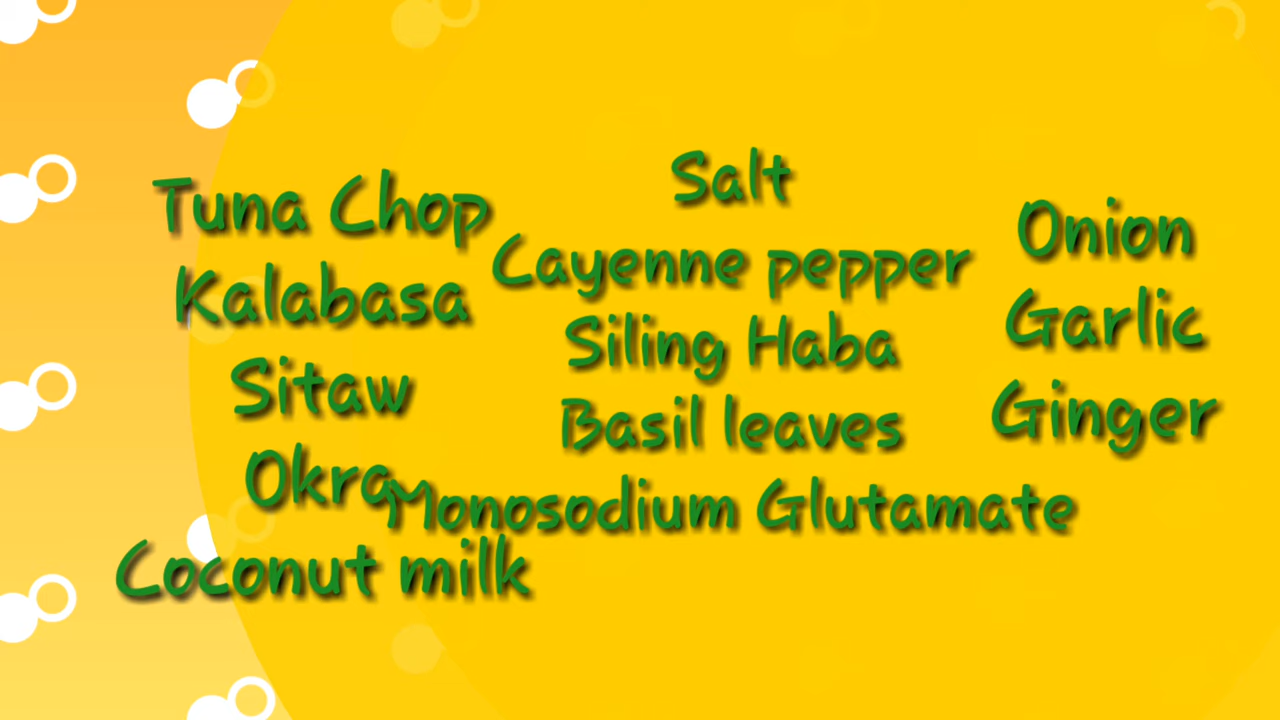 Tuna Chop
Kalabasa
Sitaw
Okra
Coconut milk
Salt
Cayenne pepper
Siling Haba
Basil leaves
Monosodium Glutamate
Onion
Garlic
Ginger